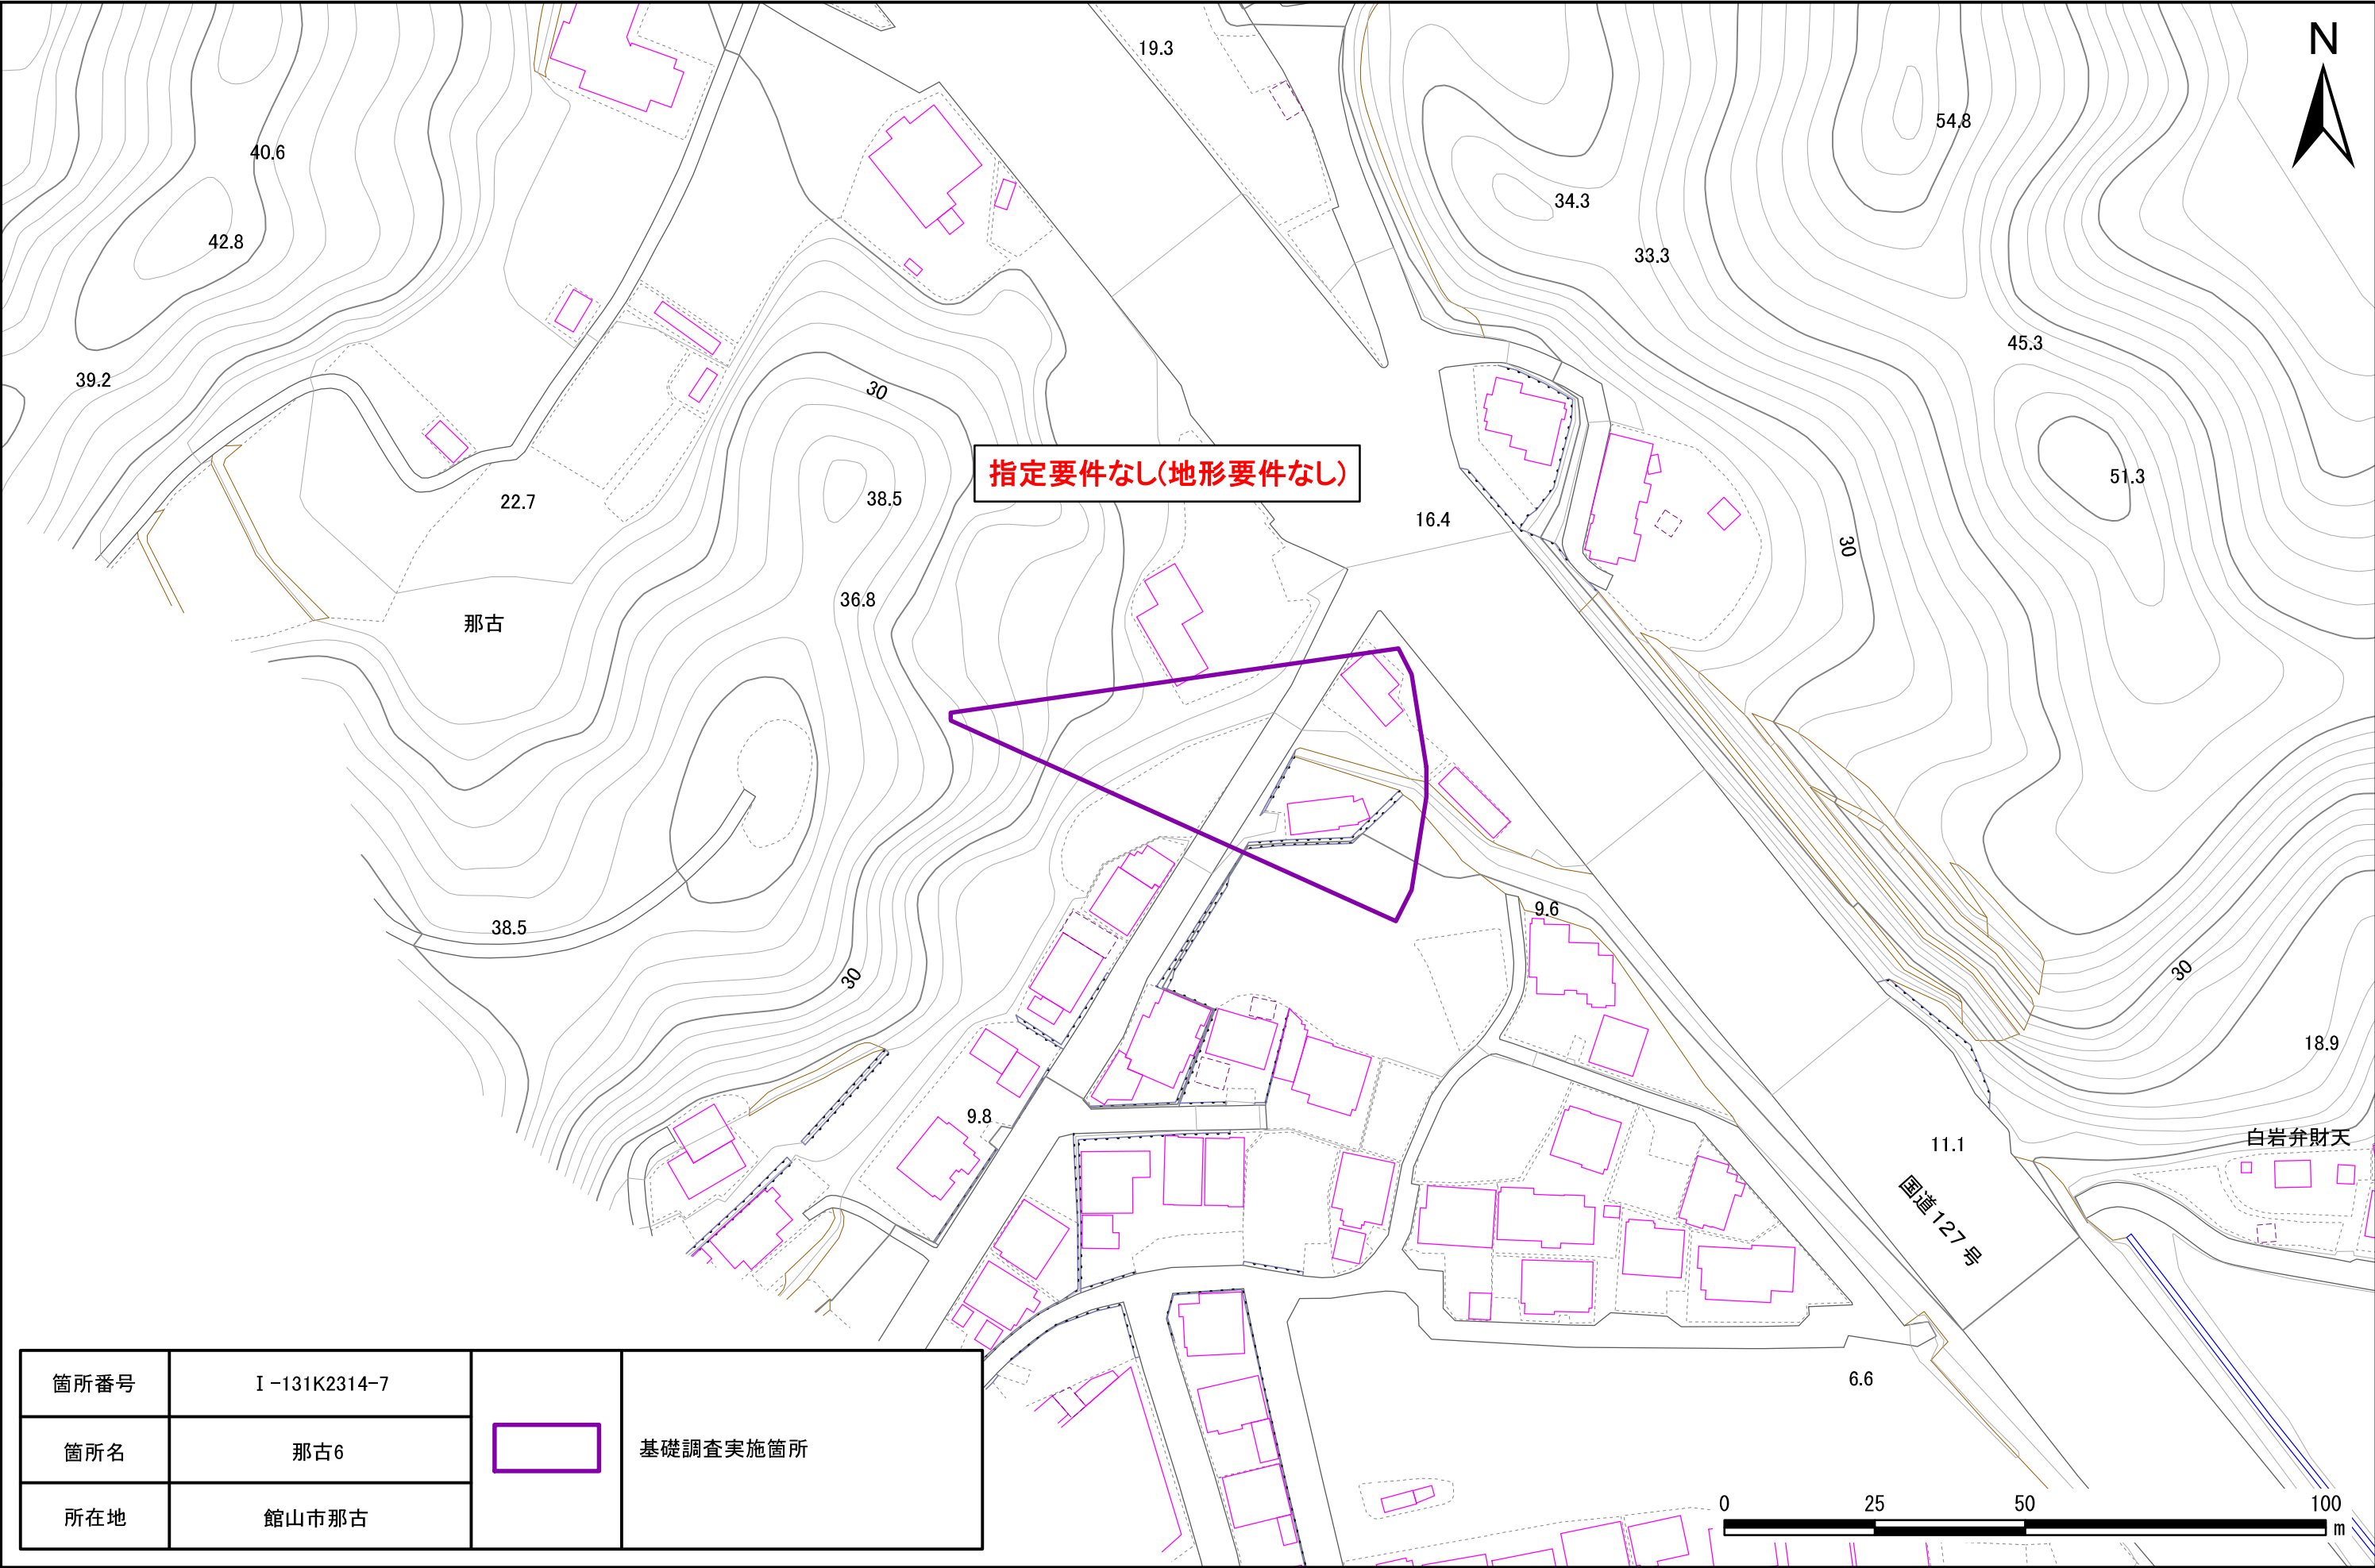 19.3
N
54.8
40.6
34.3
42.8
33.3
45.3
39.2
30
指定要件なし(地形要件なし)
51.3
38.5
22.7
16.4
30
36.8
那古
9.6
38.5
30
30
18.9
9.8
11.1
白岩弁財天
国道127号
6.6
箇所番号
Ⅰ-131K2314-7
箇所名
那古6
所在地
館山市那古
基礎調査実施箇所
0 25 50 100
m